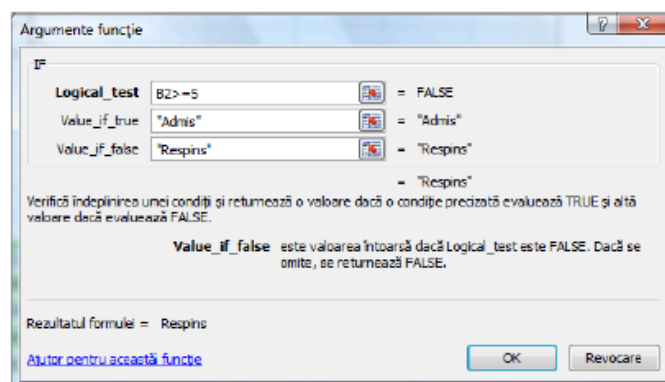 Argumente funcție
IF
Logical_test B2>=5 = FALSE
Value_if_true "Admis" = "Admis"
Value_if_false "Respins" = "Respins"
= "Respins"
Verifică îndeplinirea unei condiții și returnează o valoare dacă o condiție precizată evaluează TRUE și altă
valoare dacă evaluează FALSE.
Value_if_false este valoarea întoarsă dacă Logical_test este FALSE. Dacă se
omite, se returnează FALSE.
Rezultatul formulei = Respins
Ajutor pentru această funcție
OK Revocare